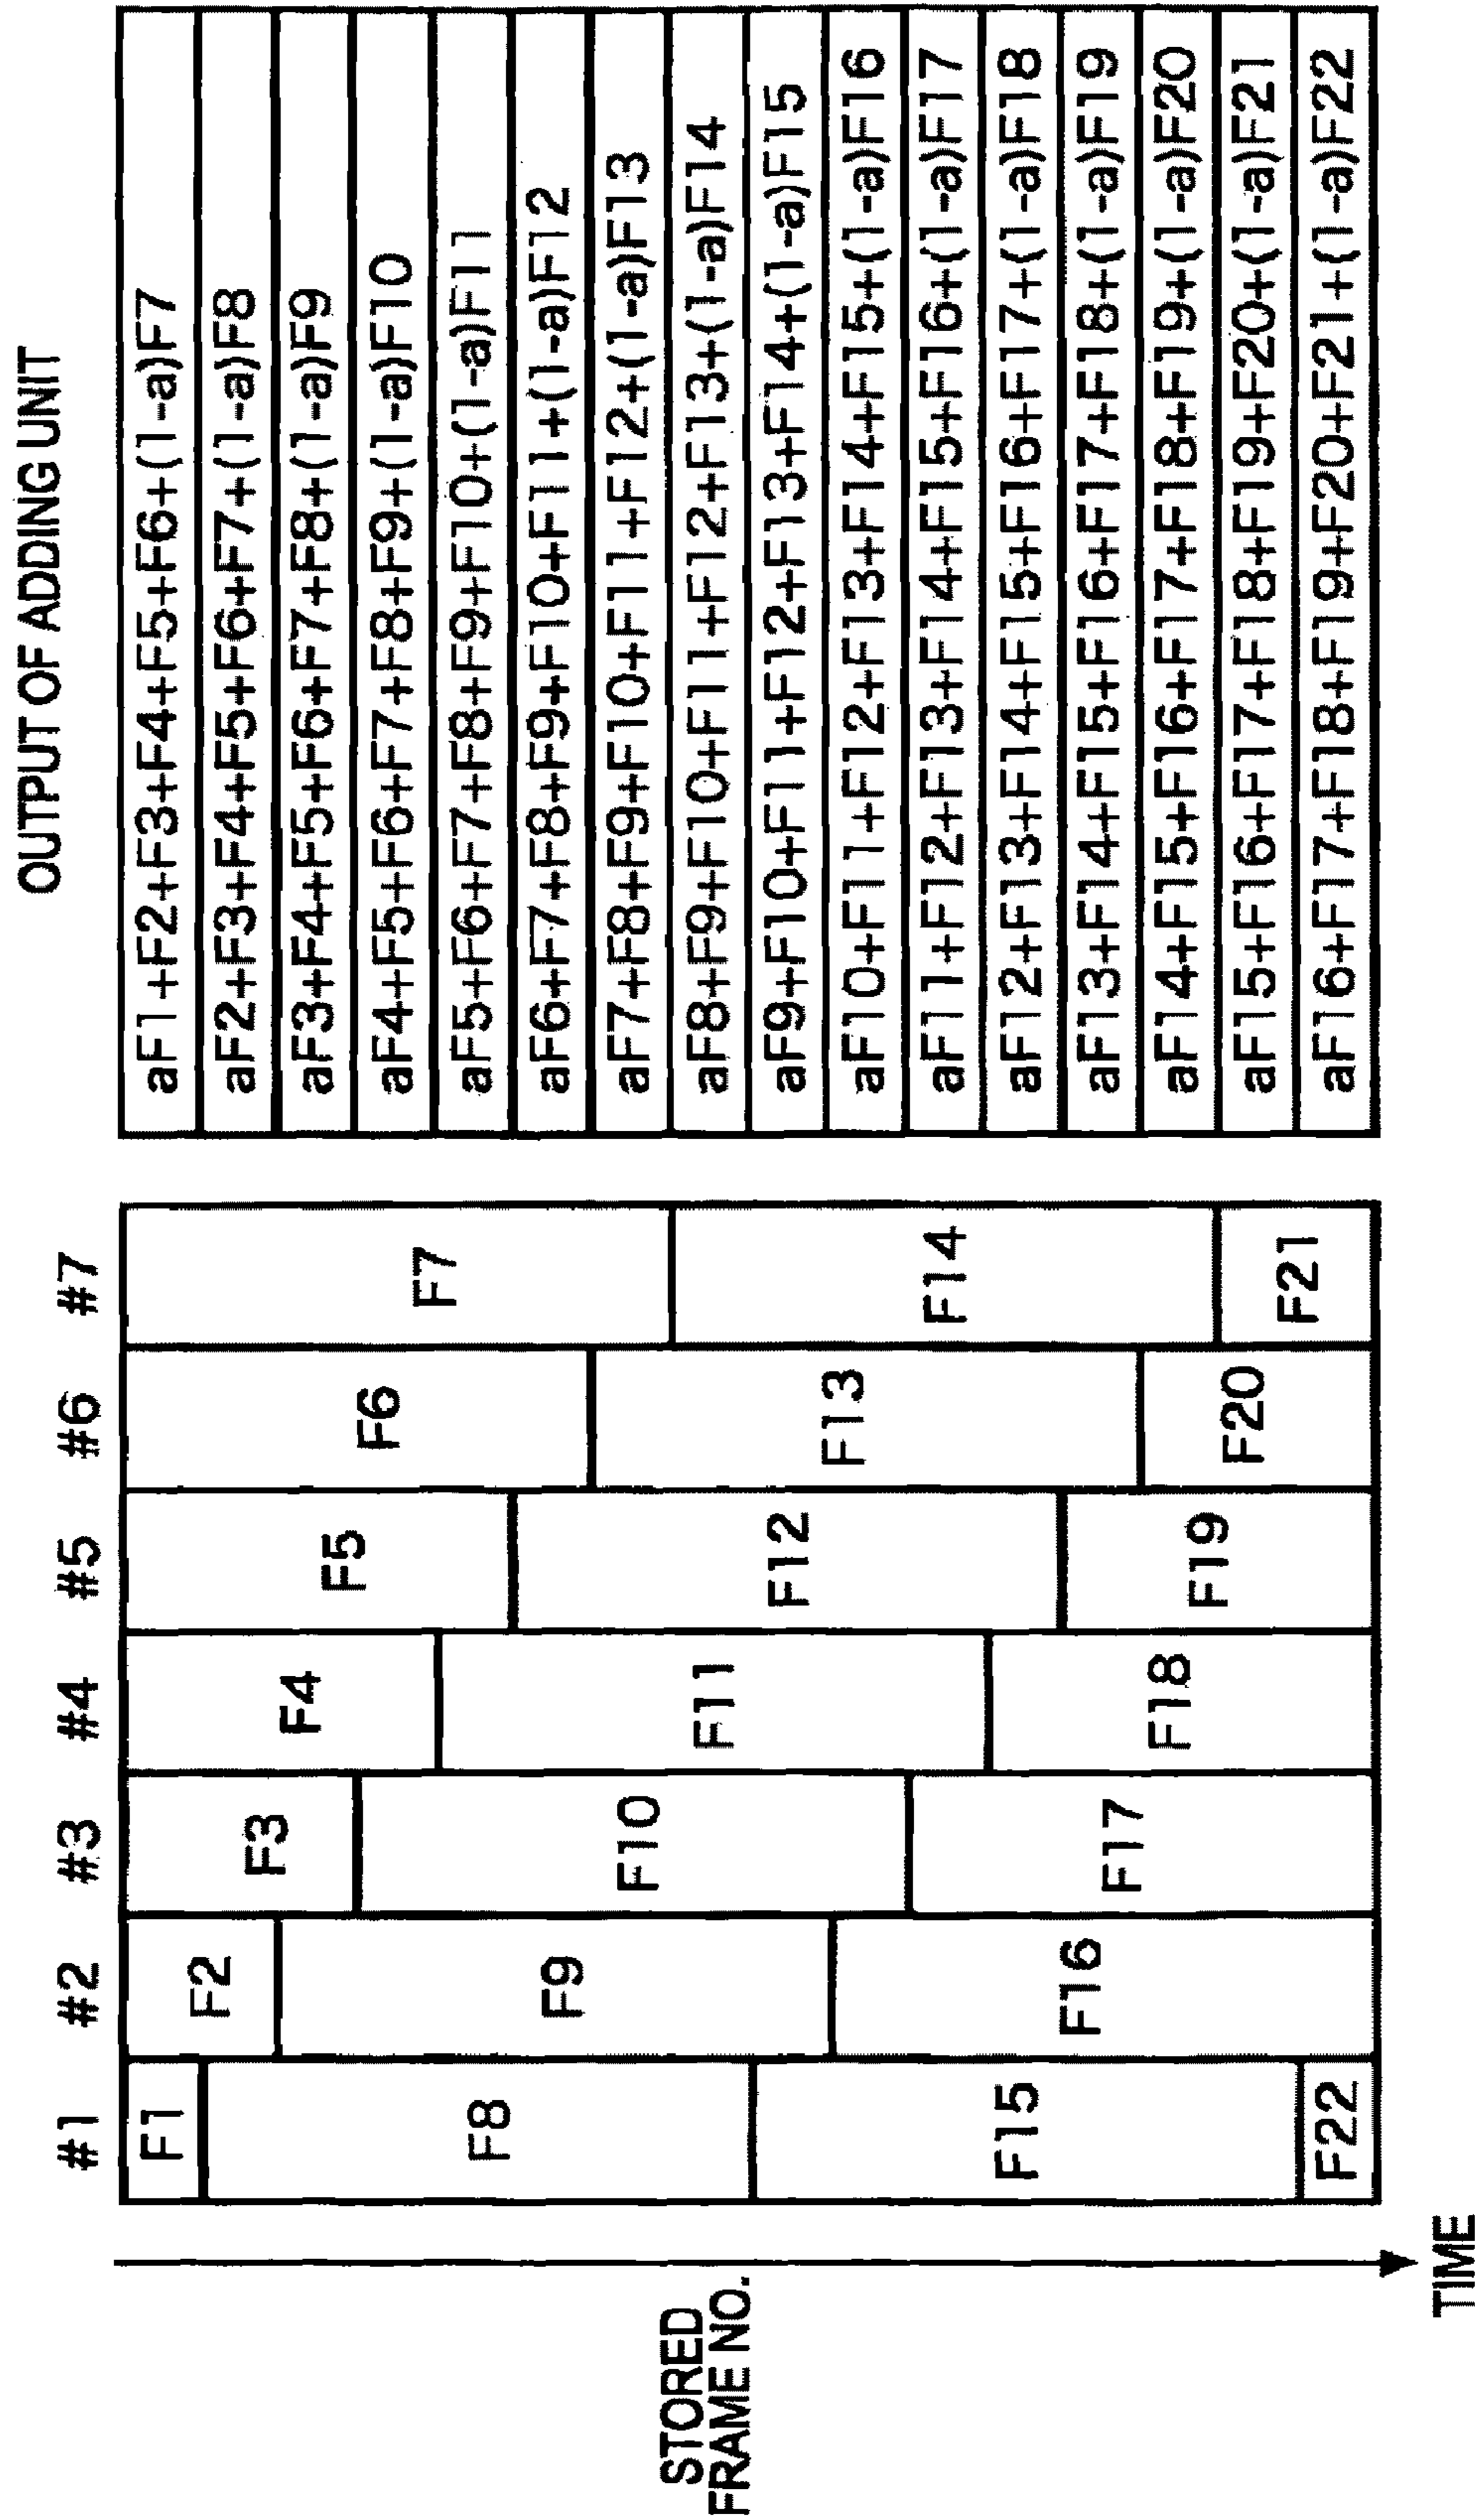 #1 #2 #3 #4 #5 #6 #7
OUTPUT OF ADDING UNIT
STORED
FRAME NO.
TIME
F1
F8
F15
F22
F2
F9
F16
F3
F10
F17
F4
F11
F18
F5
F12
F19
F6
F13
F20
F7
F14
F21
aF1+F2+F3+F4+F5+F6+(1-a)F7
aF2+F3+F4+F5+F6+F7+(1-a)F8
aF3+F4+F5+F6+F7+F8+(1-a)F9
aF4+F5+F6+F7+F8+F9+(1-a)F10
aF5+F6+F7+F8+F9+F10+(1-a)F11
aF6+F7+F8+F9+F10+F11+(1-a)F12
aF7+F8+F9+F10+F11+F12+(1-a)F13
aF8+F9+F10+F11+F12+F13+(1-a)F14
aF9+F10+F11+F12+F13+F14+(1-a)F15
aF10+F11+F12+F13+F14+F15+(1-a)F16
aF11+F12+F13+F14+F15+F16+(1-a)F17
aF12+F13+F14+F15+F16+F17+(1-a)F18
aF13+F14+F15+F16+F17+F18+(1-a)F19
aF14+F15+F16+F17+F18+F19+(1-a)F20
aF15+F16+F17+F18+F19+F20+(1-a)F21
aF16+F17+F18+F19+F20+F21+(1-a)F22